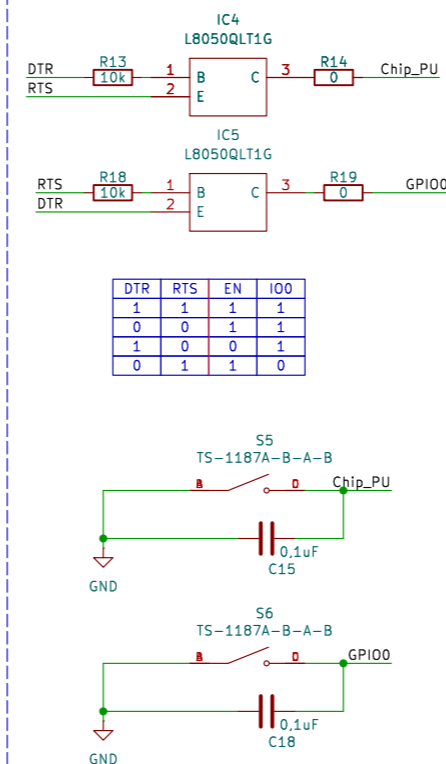 IC4
L8050QLT1G
DTR R13 10k 1 B C 3 R14 0 Chip_PU
RTS 2 E
IC5
L8050QLT1G
RTS R18 10k 1 B C 3 R19 0 GPIO0
DTR 2 E
DTR RTS EN IO0
1 1 1 1
0 0 1 1
1 0 0 1
0 1 1 0
S5
TS-1187A-B-A-B
Chip_PU
0,1uF
C15
GND
S6
TS-1187A-B-A-B
GPIO0
0,1uF
C18
GND